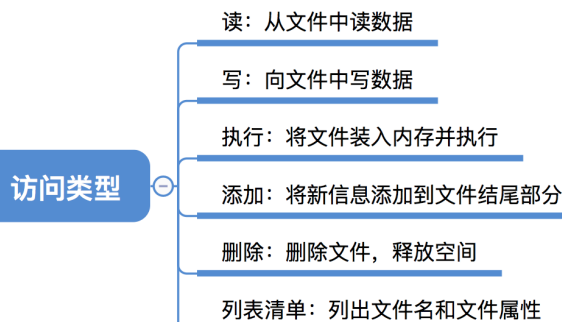 读：从文件中读数据
写：向文件中写数据
执行：将文件装入内存并执行
访问类型
添加：将新信息添加到文件结尾部分
删除：删除文件，释放空间
列表清单：列出文件名和文件属性